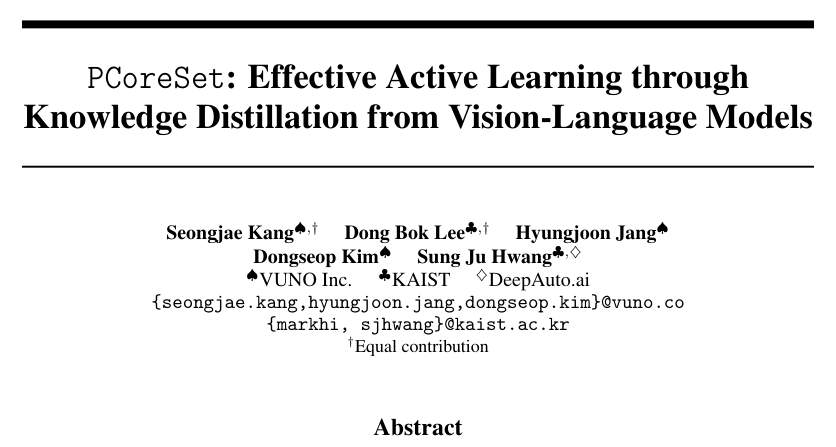 PCoreSet: Effective Active Learning through
Knowledge Distillation from Vision-Language Models
Seongjae Kang♠,† Dong Bok Lee♣,† Hyungjoon Jang♠
Dongseop Kim♠ Sung Ju Hwang♣,♢
♠VUNO Inc. ♣KAIST ♢DeepAuto.ai
{seongjae.kang,hyungjoon.jang,dongseop.kim}@vuno.co
{markhi, sjhwang}@kaist.ac.kr
†Equal contribution
Abstract